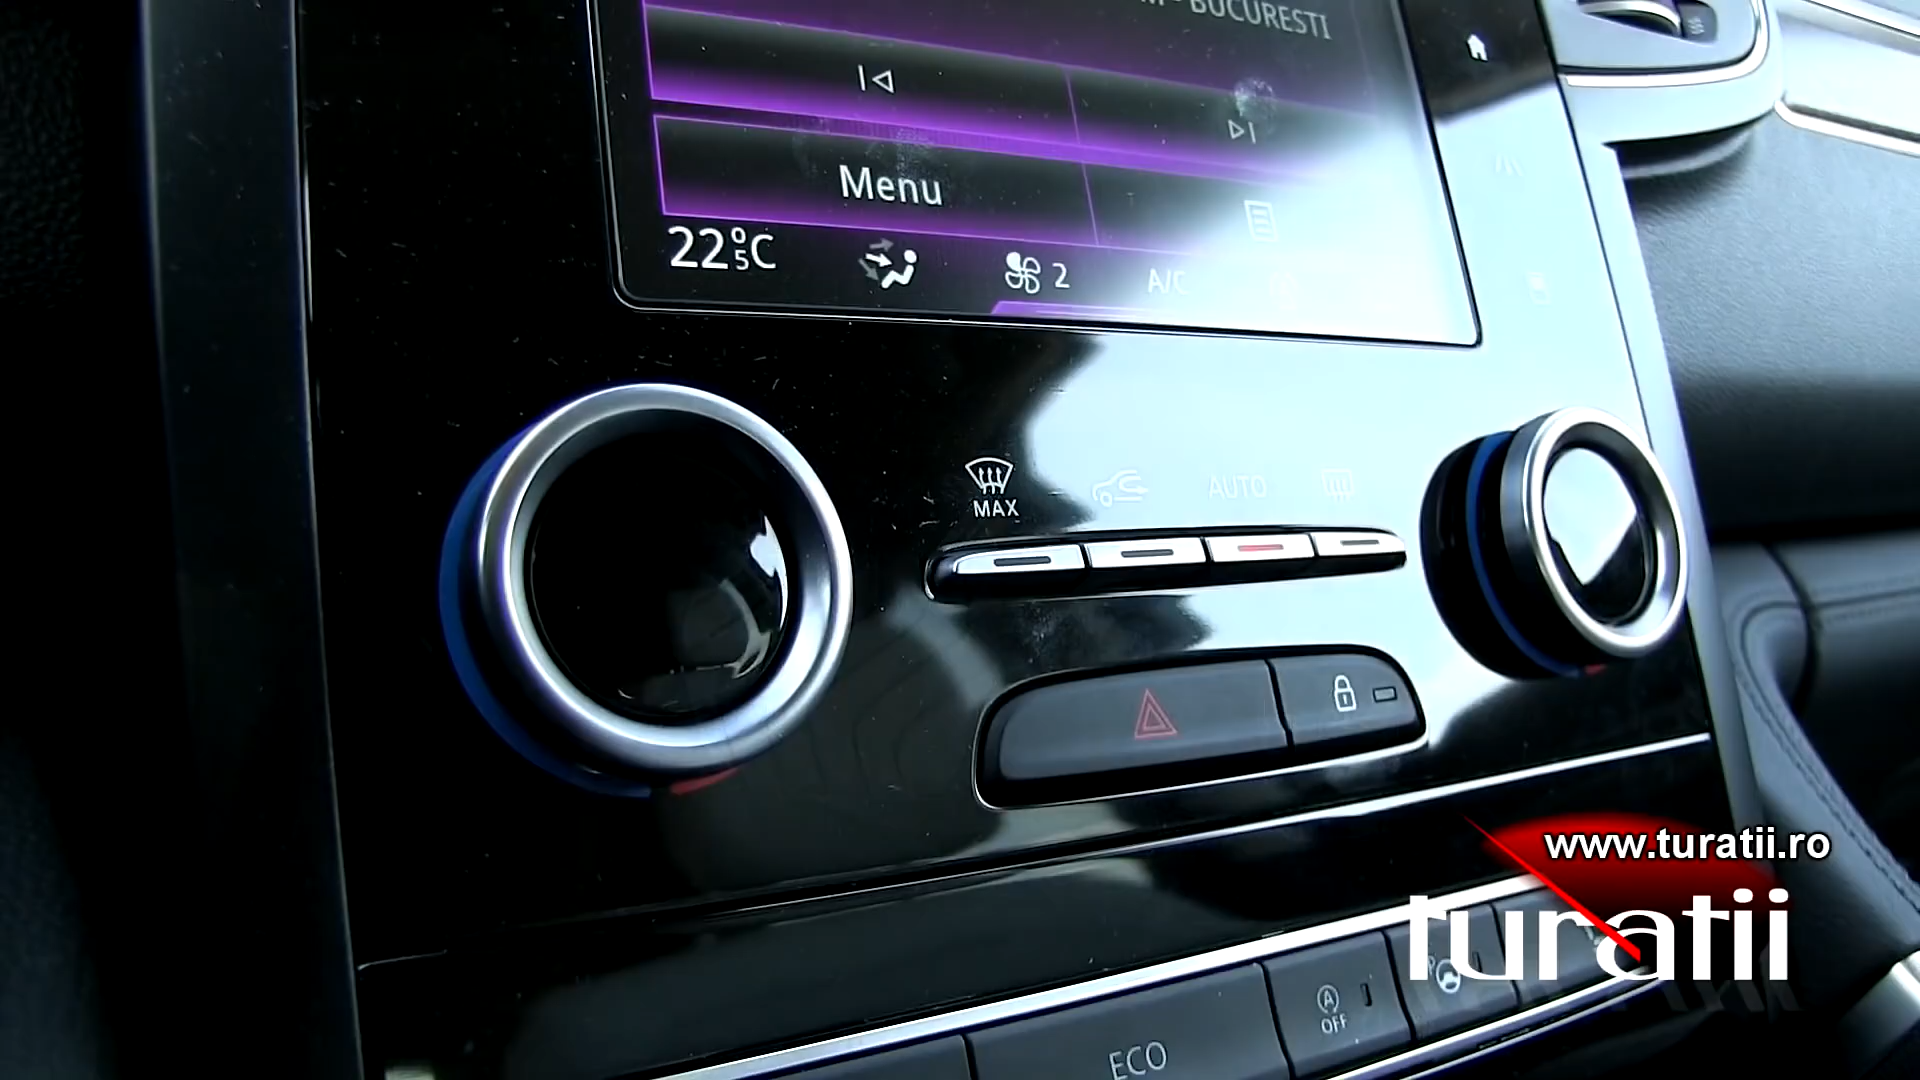 BUCURESTI
Menu
22°5C
2
A/C
MAX
AUTO
www.turatii.ro
turatii
A
OFF
ECO